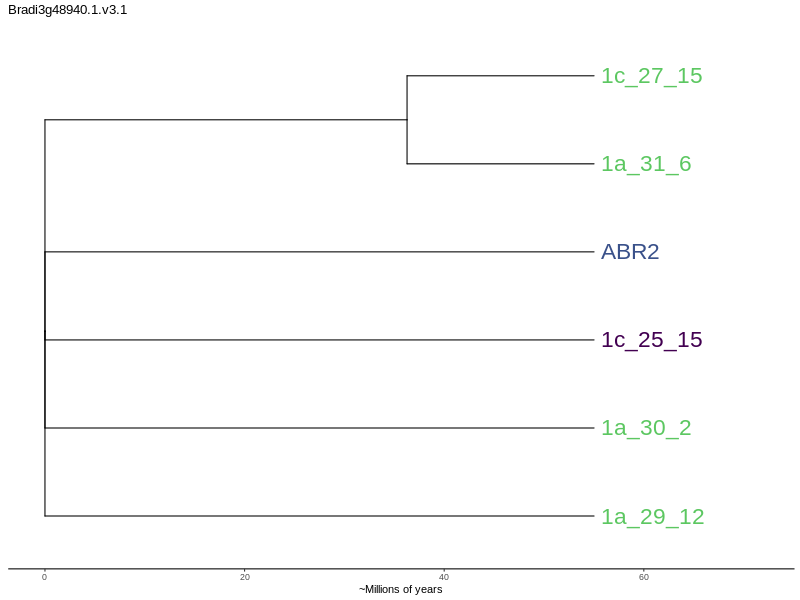 Bradi3g48940.1.v3.1
1c_27_15
1a_31_6
ABR2
1c_25_15
1a_30_2
1a_29_12
0 20 40 60
~Millions of years